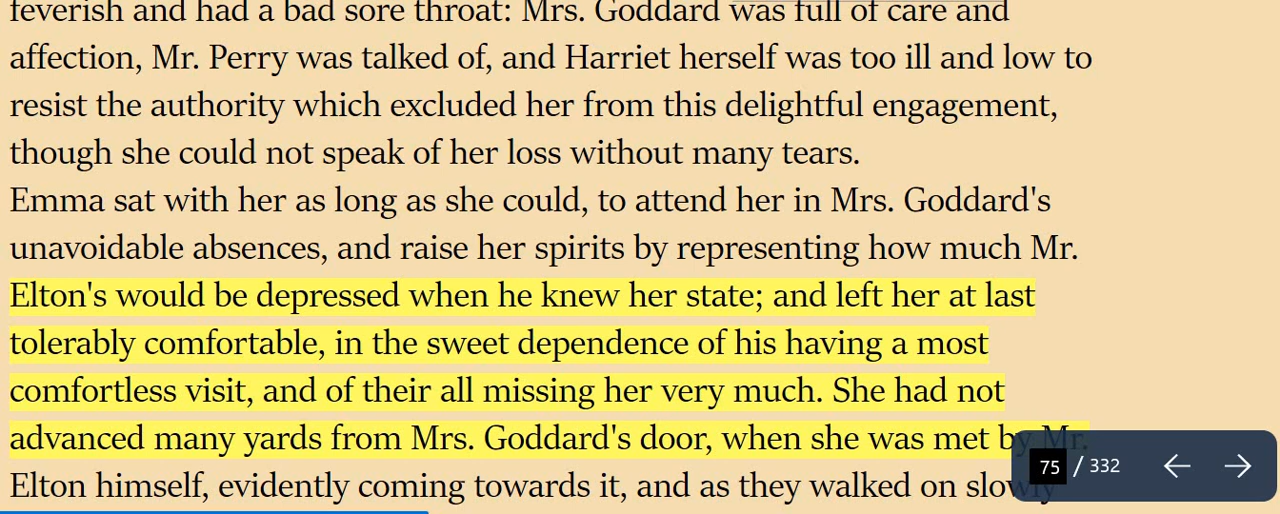 feverish and had a bad sore throat: Mrs. Goddard was full of care and
affection, Mr. Perry was talked of, and Harriet herself was too ill and low to
resist the authority which excluded her from this delightful engagement,
though she could not speak of her loss without many tears.
Emma sat with her as long as she could, to attend her in Mrs. Goddard's
unavoidable absences, and raise her spirits by representing how much Mr.
Elton's would be depressed when he knew her state; and left her at last
tolerably comfortable, in the sweet dependence of his having a most
comfortless visit, and of their all missing her very much. She had not
advanced many yards from Mrs. Goddard's door, when she was met by Mr.
Elton himself, evidently coming towards it, and as they walked on slowly
75 / 332